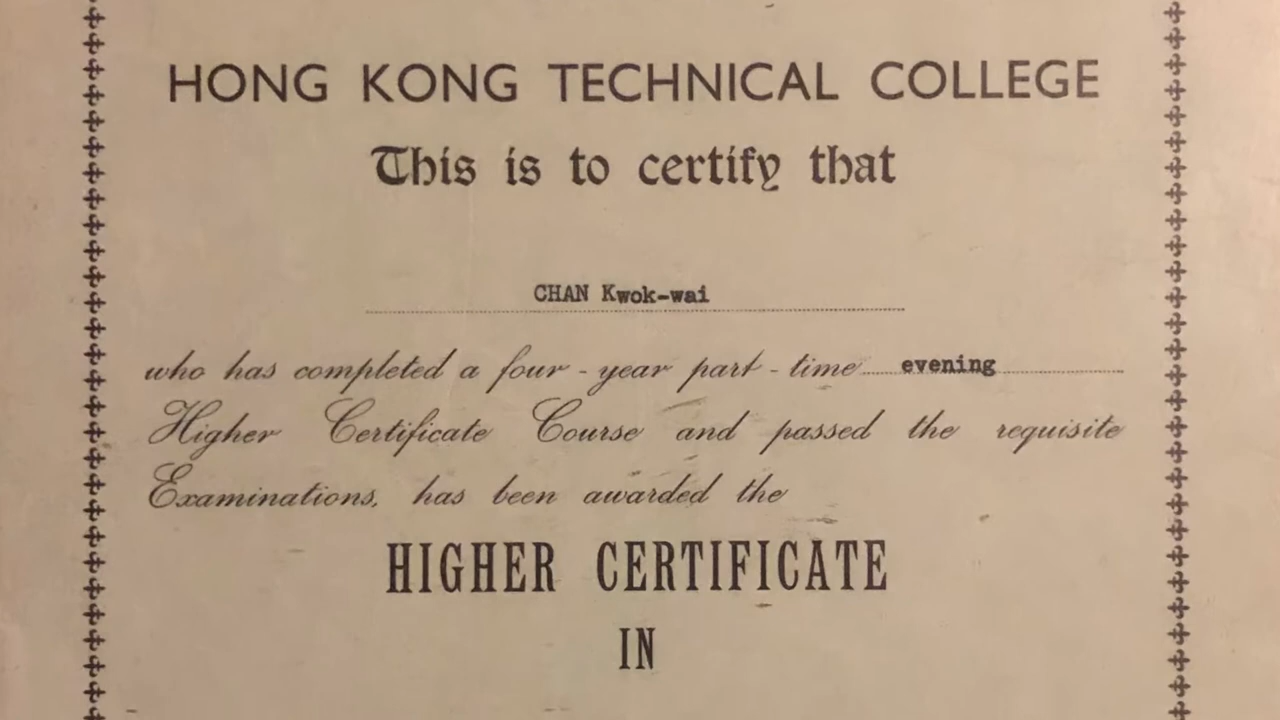 HONG KONG TECHNICAL COLLEGE
This is to certify that
CHAN Kwok-wai
who has completed a four - year part - time evening
Higher Certificate Course and passed the requisite
Examinations, has been awarded the
HIGHER CERTIFICATE
IN